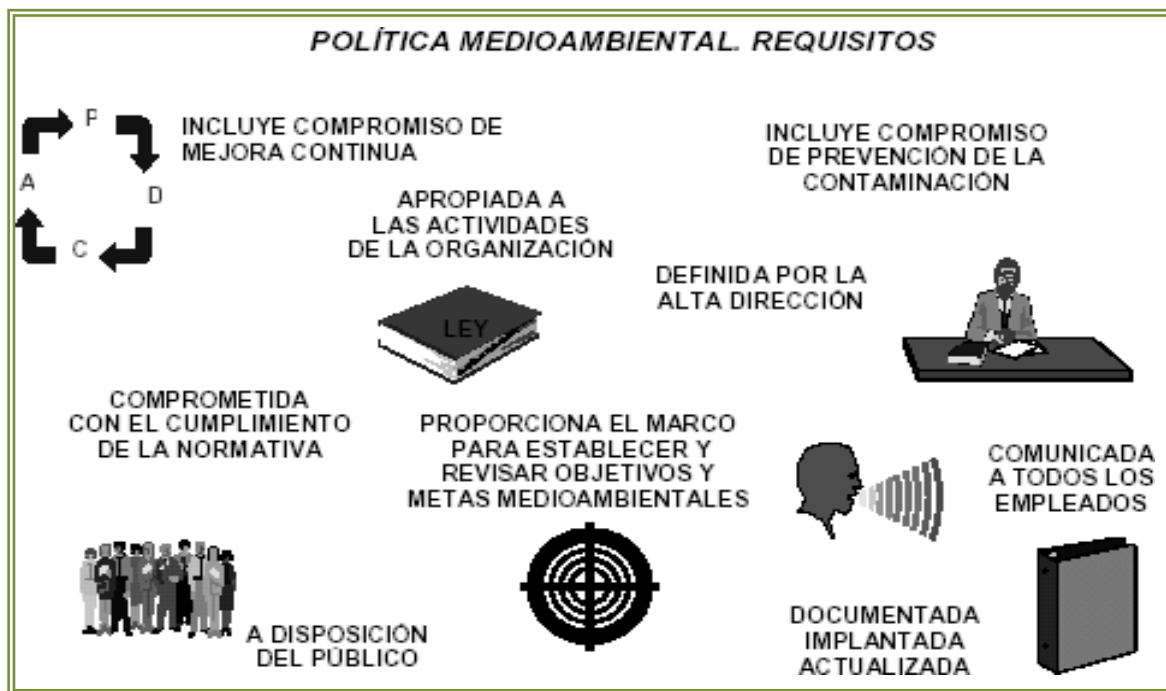 POLÍTICA MEDIOAMBIENTAL. REQUISITOS
P
A
D
C
INCLUYE COMPROMISO DE
MEJORA CONTINUA
INCLUYE COMPROMISO
DE PREVENCIÓN DE LA
CONTAMINACIÓN
APROPIADA A
LAS ACTIVIDADES
DE LA ORGANIZACIÓN
DEFINIDA POR LA
ALTA DIRECCIÓN
LEY
COMPROMETIDA
CON EL CUMPLIMIENTO
DE LA NORMATIVA
PROPORCIONA EL MARCO
PARA ESTABLECER Y
REVISAR OBJETIVOS Y
METAS MEDIOAMBIENTALES
COMUNICADA
A TODOS LOS
EMPLEADOS
A DISPOSICIÓN
DEL PÚBLICO
DOCUMENTADA
IMPLANTADA
ACTUALIZADA